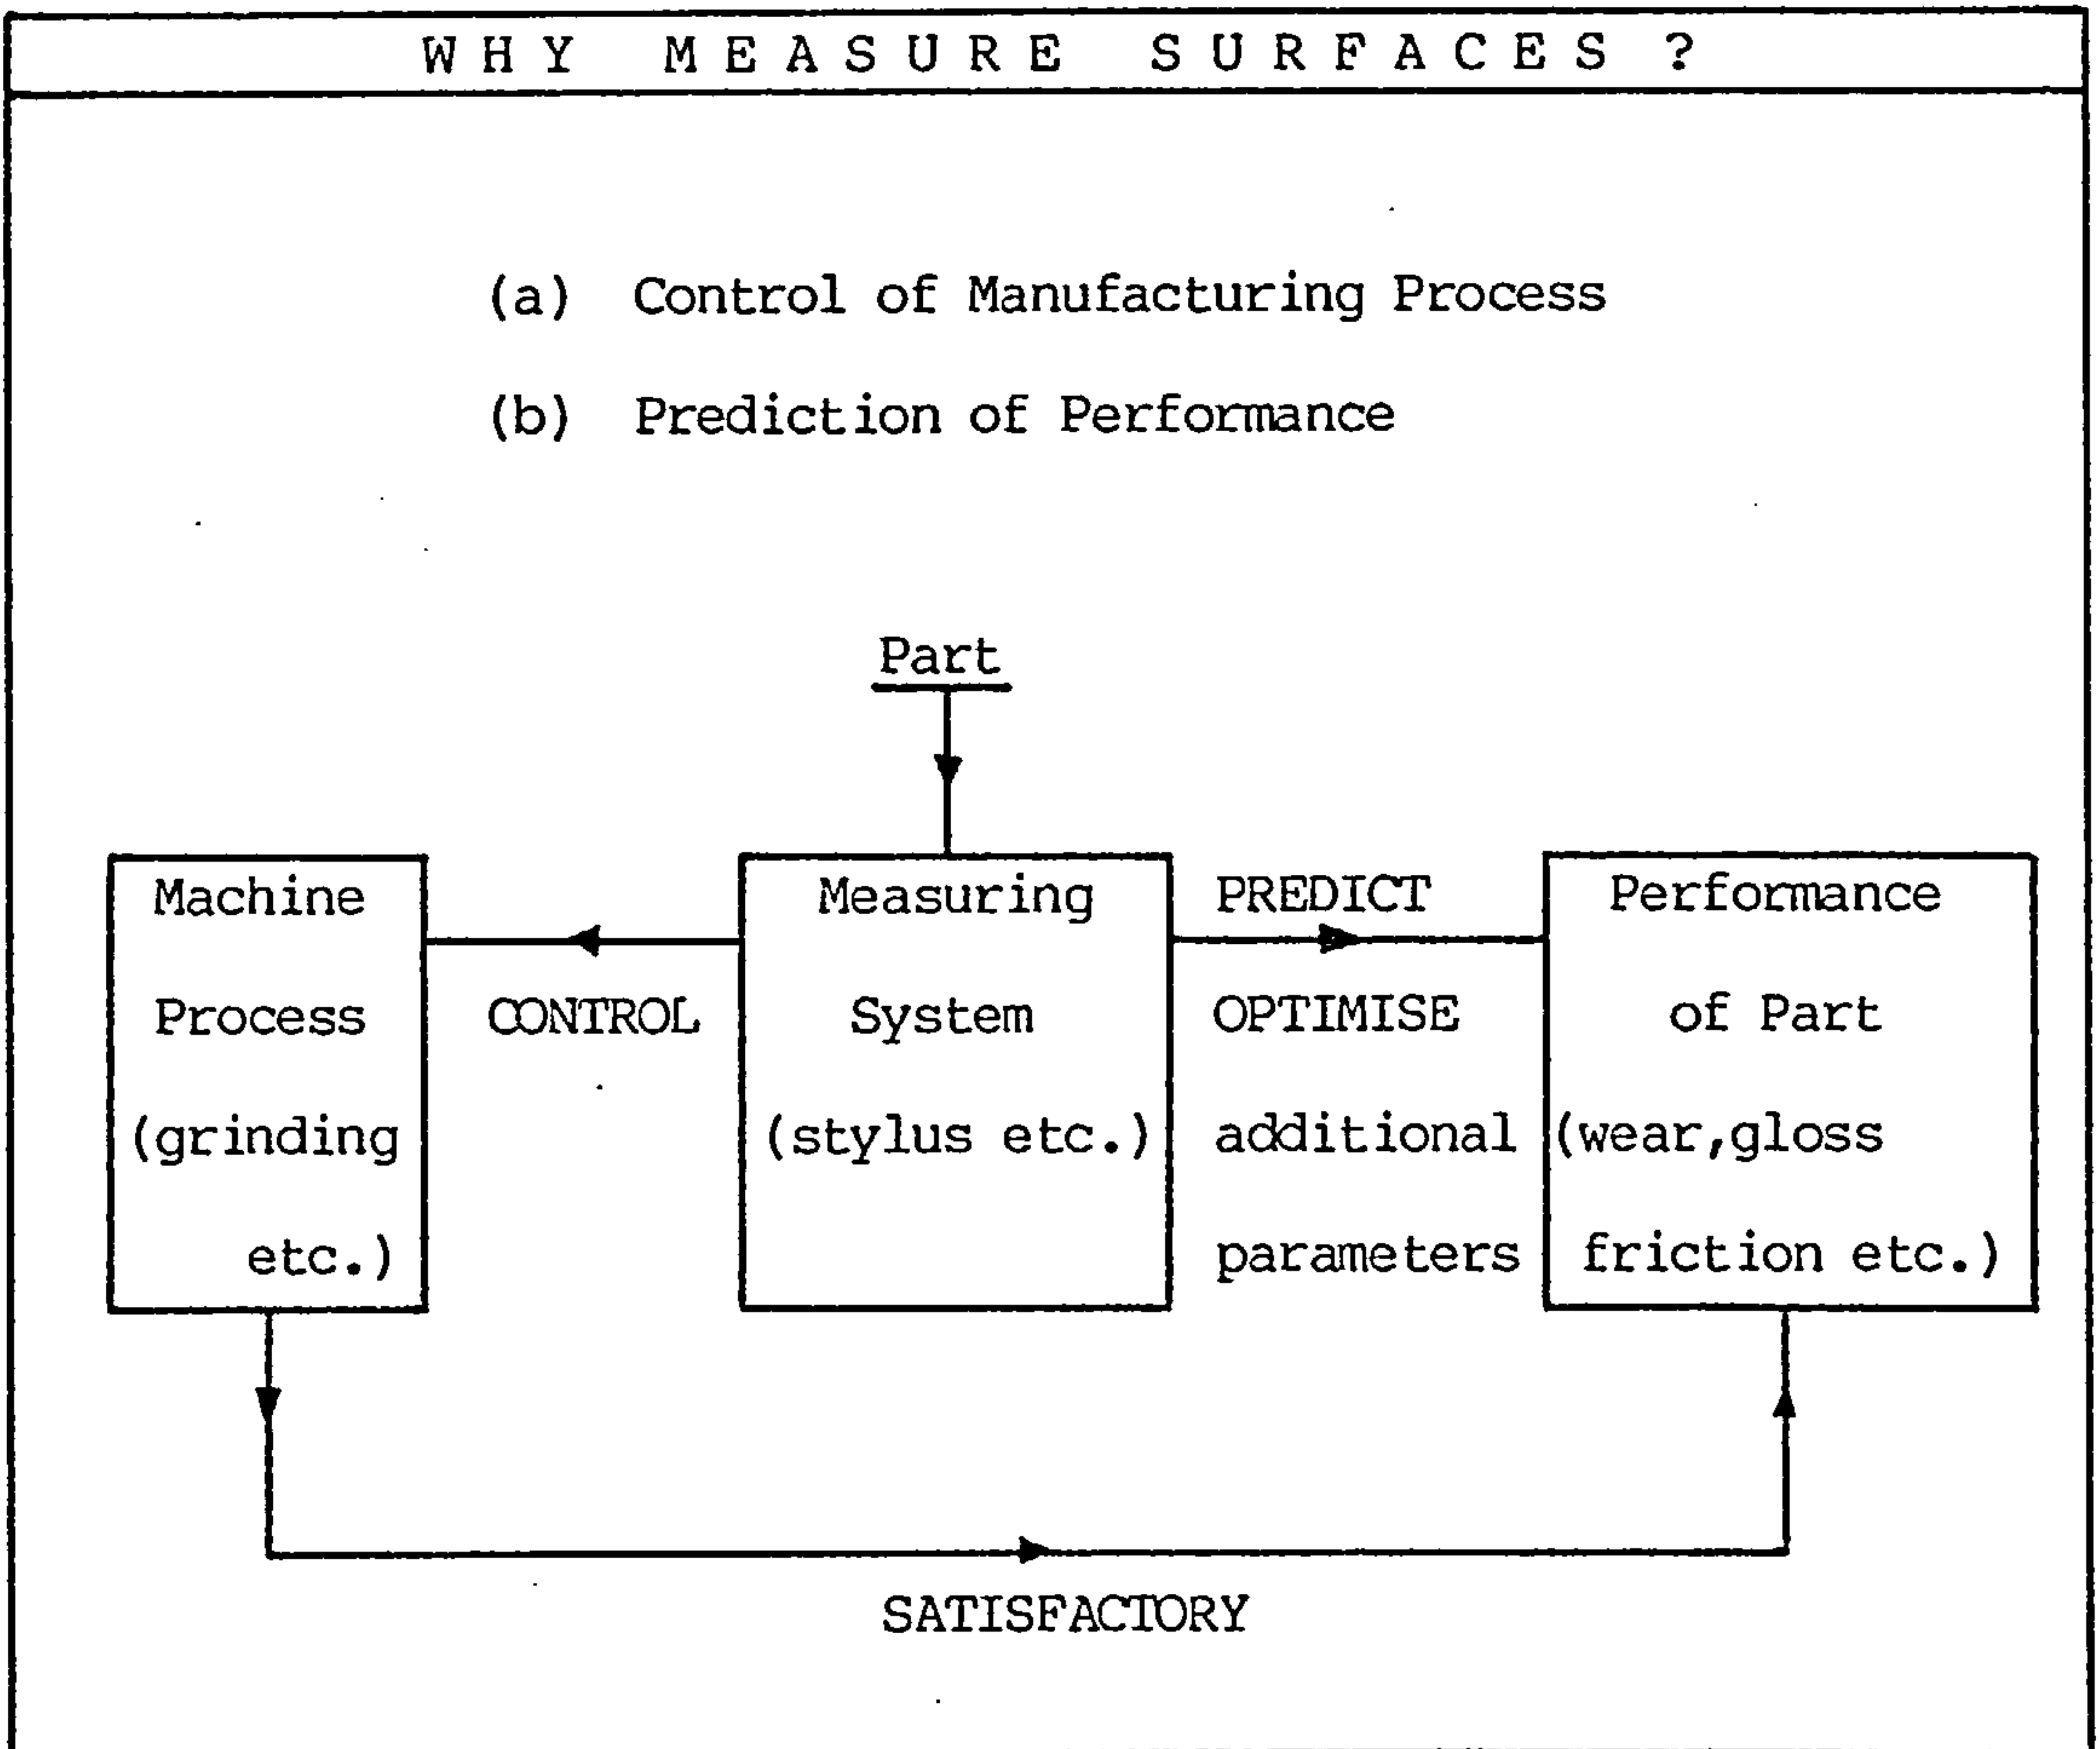 WHY MEASURE SURFACES ?
(a) Control of Manufacturing Process
(b) Prediction of Performance
Part
Machine
Process
(grinding
etc.)
CONTROL
Measuring
System
(stylus etc.)
PREDICT
OPTIMISE
additional
parameters
Performance
of Part
(wear,gloss
friction etc.)
SATISFACTORY